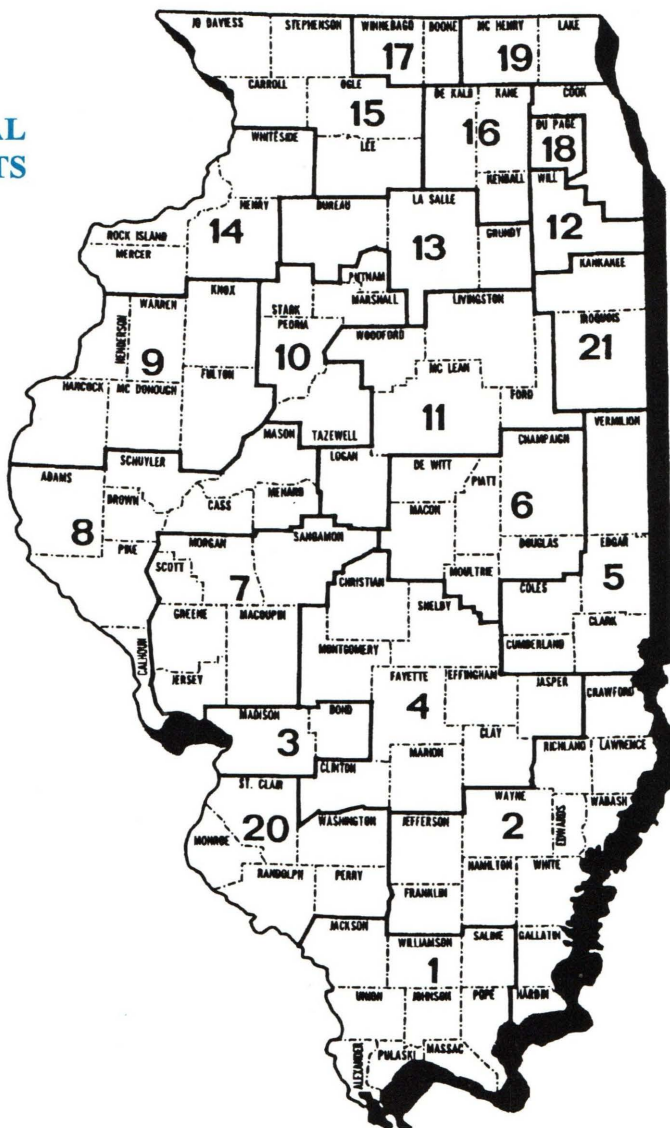 AL
TS
JO DAVIESS STEPHENSON WINNEBAGO BOONE MC HENRY LAKE
17 19
CARROLL OGLE DE KALB KANE COOK
15 16 DU PAGE
WHITESIDE LEE 18
KENDALL WILL
HENRY BUREAU LA SALLE
ROCK ISLAND 14 13 GRUNDY 12
MERCER PUTNAM KANKAKEE
WARREN KNOX MARSHALL LIVINGSTON
STARK IROQUOIS
PEORIA WOODFORD 21
HENDERSON 9 10 MC LEAN
HANCOCK MC DONOUGH FULTON FORD
11 VERMILION
MASON TAZEWELL CHAMPAIGN
SCHUYLER LOGAN DE WITT
ADAMS PIATT
BROWN CASS MENARD 6
8 MACON
PIKE MORGAN SANGAMON DOUGLAS EDGAR
SCOTT 7 CHRISTIAN MOULTRIE COLES 5
GREENE MACOUPIN SHELBY CLARK
CUMBERLAND
CALHOUN MONTGOMERY
JERSEY FAYETTE EFFINGHAM JASPER CRAWFORD
MADISON BOND 4
3 CLAY RICHLAND LAWRENCE
CLINTON MARION
ST. CLAIR WAYNE WABASH
20 WASHINGTON JEFFERSON 2 EDWARDS
MONROE
RANDOLPH PERRY HAMILTON WHITE
FRANKLIN
JACKSON
WILLIAMSON SALINE GALLATIN
1
UNION JOHNSON POPE HARDIN
ALEXANDER PULASKI MASSAC